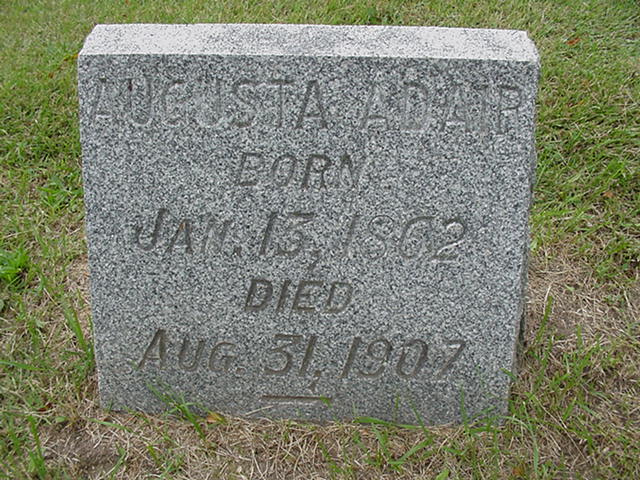 AUGUSTA ADAIR
BORN
JAN. 13, 1862
DIED
AUG. 31, 1907